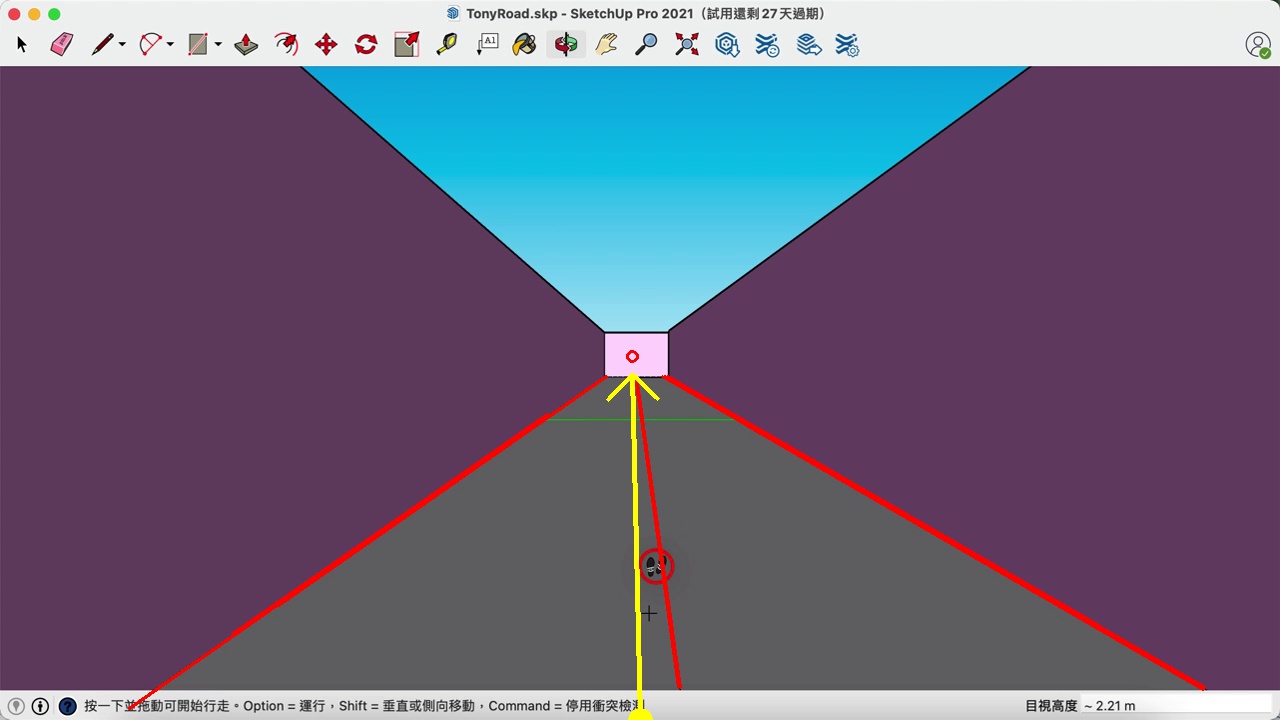 TonyRoad.skp - SketchUp Pro 2021（試用還剩 27 天過期）
A1
按一下並拖動可開始行走。Option = 運行，Shift = 垂直或側向移動，Command = 停用衝突檢測
目視高度 ~ 2.21 m